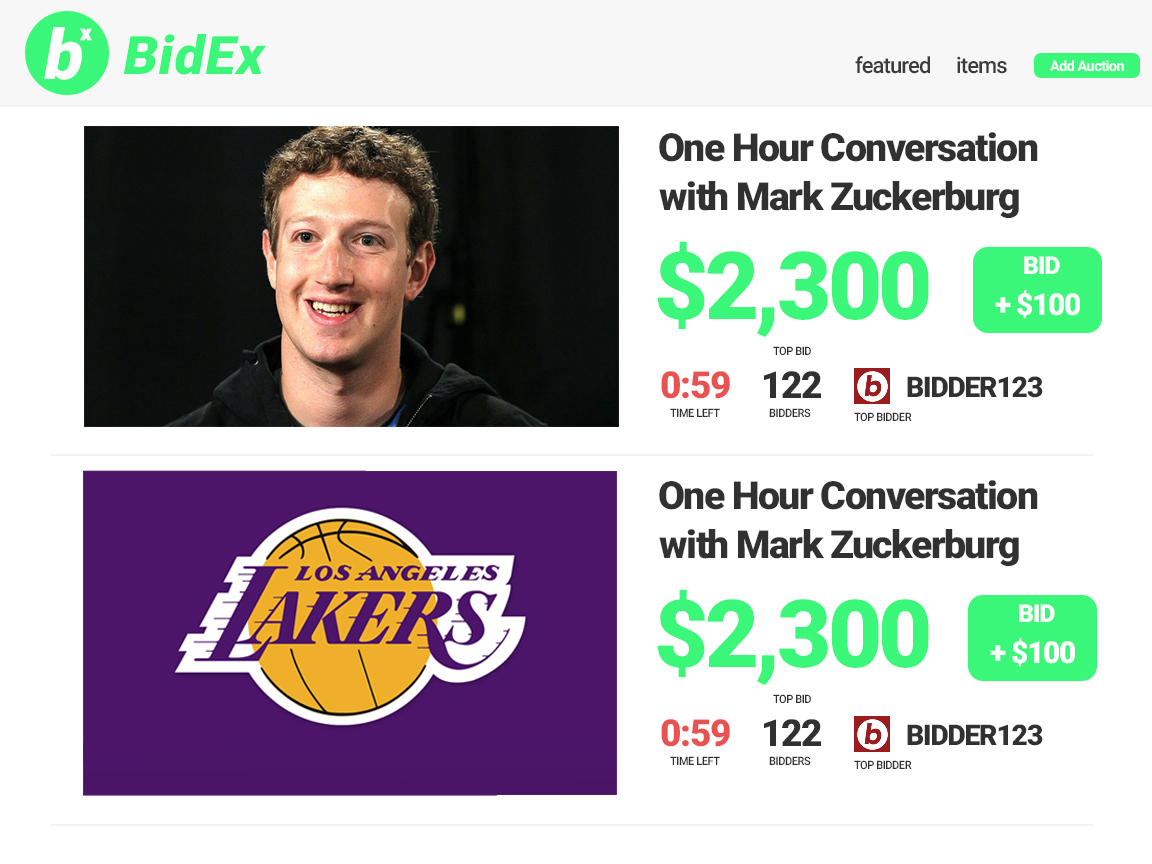 bx BidEx
featured items Add Auction
One Hour Conversation
with Mark Zuckerburg
$2,300
BID
+ $100
TOP BID
0:59 122 b BIDDER123
TIME LEFT BIDDERS TOP BIDDER
LOS ANGELES
LAKERS
One Hour Conversation
with Mark Zuckerburg
$2,300
BID
+ $100
TOP BID
0:59 122 b BIDDER123
TIME LEFT BIDDERS TOP BIDDER